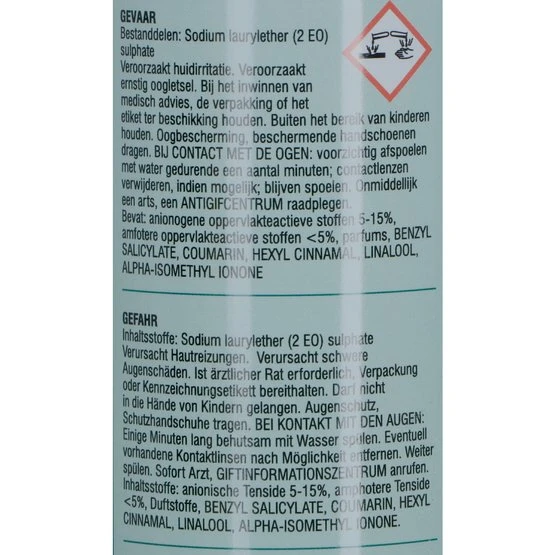 GEVAAR
Bestanddelen: Sodium laurylether (2 EO)
sulphate
Veroorzaakt huidirritatie. Veroorzaakt
ernstig oogletsel. Bij het inwinnen van
medisch advies, de verpakking of het
etiket ter beschikking houden. Buiten het bereik van kinderen
houden. Oogbescherming, beschermende handschoenen
dragen. BIJ CONTACT MET DE OGEN: voorzichtig afspoelen
met water gedurende een aantal minuten; contactlenzen
verwijderen, indien mogelijk; blijven spoelen. Onmiddellijk
een arts, een ANTIGIFCENTRUM raadplegen.
Bevat: anionogene oppervlakteactieve stoffen 5-15%,
amfotere oppervlakteactieve stoffen <5%, parfums, BENZYL
SALICYLATE, COUMARIN, HEXYL CINNAMAL, LINALOOL,
ALPHA-ISOMETHYL IONONE
GEFAHR
Inhaltsstoffe: Sodium laurylether (2 EO) sulphate
Verursacht Hautreizungen. Verursacht schwere
Augenschäden. Ist ärztlicher Rat erforderlich, Verpackung
oder Kennzeichnungsetikett bereithalten. Darf nicht
in die Hände von Kindern gelangen. Augenschutz,
Schutzhandschuhe tragen. BEI KONTAKT MIT DEN AUGEN:
Einige Minuten lang behutsam mit Wasser spülen. Eventuell
vorhandene Kontaktlinsen nach Möglichkeit entfernen. Weiter
spülen. Sofort Arzt, GIFTINFORMATIONSZENTRUM anrufen.
Inhaltsstoffe: anionische Tenside 5-15%, amphotere Tenside
<5%, Duftstoffe, BENZYL SALICYLATE, COUMARIN, HEXYL
CINNAMAL, LINALOOL, ALPHA-ISOMETHYL IONONE.